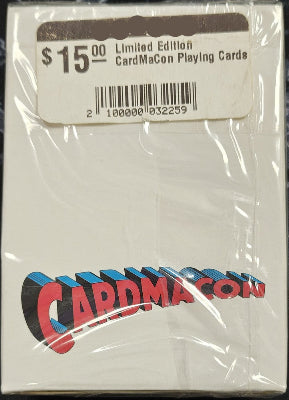 $15.00 Limited Edition
CardMaCon Playing Cards
2 100000 032259
CARDMACON